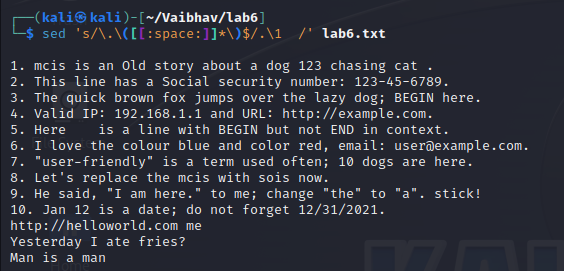 ┌──(kali㉿kali)-[~/Vaibhav/lab6]
└─$ sed 's/\.\([[:space:]]*\)$/.\1  /' lab6.txt

1. mcis is an Old story about a dog 123 chasing cat .
2. This line has a Social security number: 123-45-6789.
3. The quick brown fox jumps over the lazy dog; BEGIN here.
4. Valid IP: 192.168.1.1 and URL: http://example.com.
5. Here    is a line with BEGIN but not END in context.
6. I love the colour blue and color red, email: user@example.com.
7. "user-friendly" is a term used often; 10 dogs are here.
8. Let's replace the mcis with sois now.
9. He said, "I am here." to me; change "the" to "a". stick!
10. Jan 12 is a date; do not forget 12/31/2021.
http://helloworld.com me
Yesterday I ate fries?
Man is a man